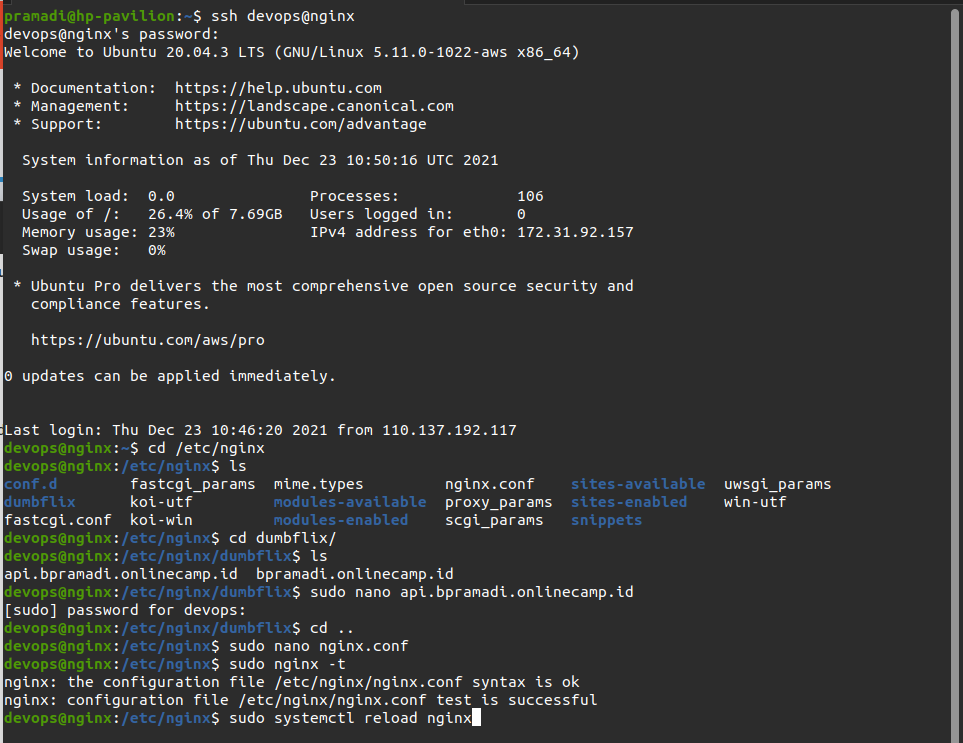 pramadi@hp-pavilion:~$ ssh devops@nginx
devops@nginx's password:
Welcome to Ubuntu 20.04.3 LTS (GNU/Linux 5.11.0-1022-aws x86_64)
* Documentation:  https://help.ubuntu.com
* Management:     https://landscape.canonical.com
* Support:        https://ubuntu.com/advantage
System information as of Thu Dec 23 10:50:16 UTC 2021
System load:  0.0               Processes:             106
Usage of /:   26.4% of 7.69GB   Users logged in:       0
Memory usage: 23%               IPv4 address for eth0: 172.31.92.157
Swap usage:   0%
* Ubuntu Pro delivers the most comprehensive open source security and
compliance features.
https://ubuntu.com/aws/pro
0 updates can be applied immediately.
Last login: Thu Dec 23 10:46:20 2021 from 110.137.192.117
devops@nginx:~$ cd /etc/nginx
devops@nginx:/etc/nginx$ ls
conf.d        fastcgi_params  mime.types         nginx.conf    sites-available  uwsgi_params
dumbflix      koi-utf         modules-available  proxy_params  sites-enabled    win-utf
fastcgi.conf  koi-win         modules-enabled    scgi_params   snippets
devops@nginx:/etc/nginx$ cd dumbflix/
devops@nginx:/etc/nginx/dumbflix$ ls
api.bpramadi.onlinecamp.id  bpramadi.onlinecamp.id
devops@nginx:/etc/nginx/dumbflix$ sudo nano api.bpramadi.onlinecamp.id
[sudo] password for devops:
devops@nginx:/etc/nginx/dumbflix$ cd ..
devops@nginx:/etc/nginx$ sudo nano nginx.conf
devops@nginx:/etc/nginx$ sudo nginx -t
nginx: the configuration file /etc/nginx/nginx.conf syntax is ok
nginx: configuration file /etc/nginx/nginx.conf test is successful
devops@nginx:/etc/nginx$ sudo systemctl reload nginx